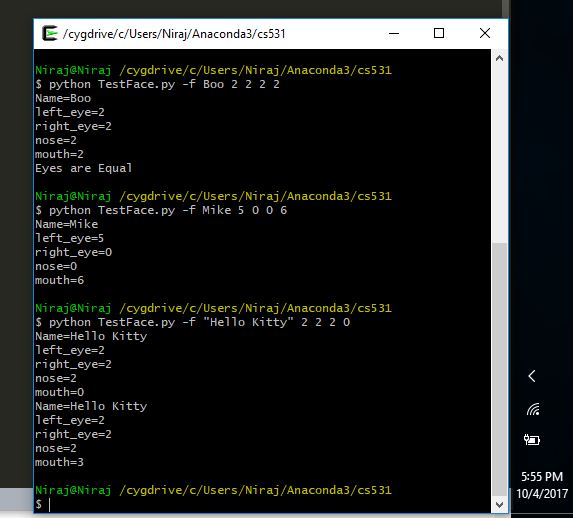 /cygdrive/c/Users/Niraj/Anaconda3/cs531
Niraj@Niraj /cygdrive/c/Users/Niraj/Anaconda3/cs531
$ python TestFace.py -f Boo 2 2 2 2
Name=Boo
left_eye=2
right_eye=2
nose=2
mouth=2
Eyes are Equal
Niraj@Niraj /cygdrive/c/Users/Niraj/Anaconda3/cs531
$ python TestFace.py -f Mike 5 0 0 6
Name=Mike
left_eye=5
right_eye=0
nose=0
mouth=6
Niraj@Niraj /cygdrive/c/Users/Niraj/Anaconda3/cs531
$ python TestFace.py -f "Hello Kitty" 2 2 2 0
Name=Hello Kitty
left_eye=2
right_eye=2
nose=2
mouth=0
Name=Hello Kitty
left_eye=2
right_eye=2
nose=2
mouth=3
Niraj@Niraj /cygdrive/c/Users/Niraj/Anaconda3/cs531
$
5:55 PM
10/4/2017